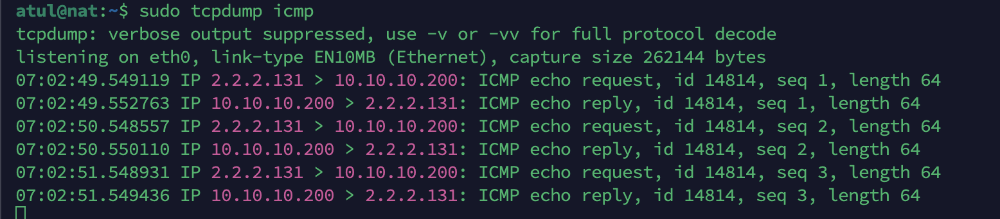 atul@nat:~$ sudo tcpdump icmp
tcpdump: verbose output suppressed, use -v or -vv for full protocol decode
listening on eth0, link-type EN10MB (Ethernet), capture size 262144 bytes
07:02:49.549119 IP 2.2.2.131 > 10.10.10.200: ICMP echo request, id 14814, seq 1, length 64
07:02:49.552763 IP 10.10.10.200 > 2.2.2.131: ICMP echo reply, id 14814, seq 1, length 64
07:02:50.548557 IP 2.2.2.131 > 10.10.10.200: ICMP echo request, id 14814, seq 2, length 64
07:02:50.550110 IP 10.10.10.200 > 2.2.2.131: ICMP echo reply, id 14814, seq 2, length 64
07:02:51.548931 IP 2.2.2.131 > 10.10.10.200: ICMP echo request, id 14814, seq 3, length 64
07:02:51.549436 IP 10.10.10.200 > 2.2.2.131: ICMP echo reply, id 14814, seq 3, length 64